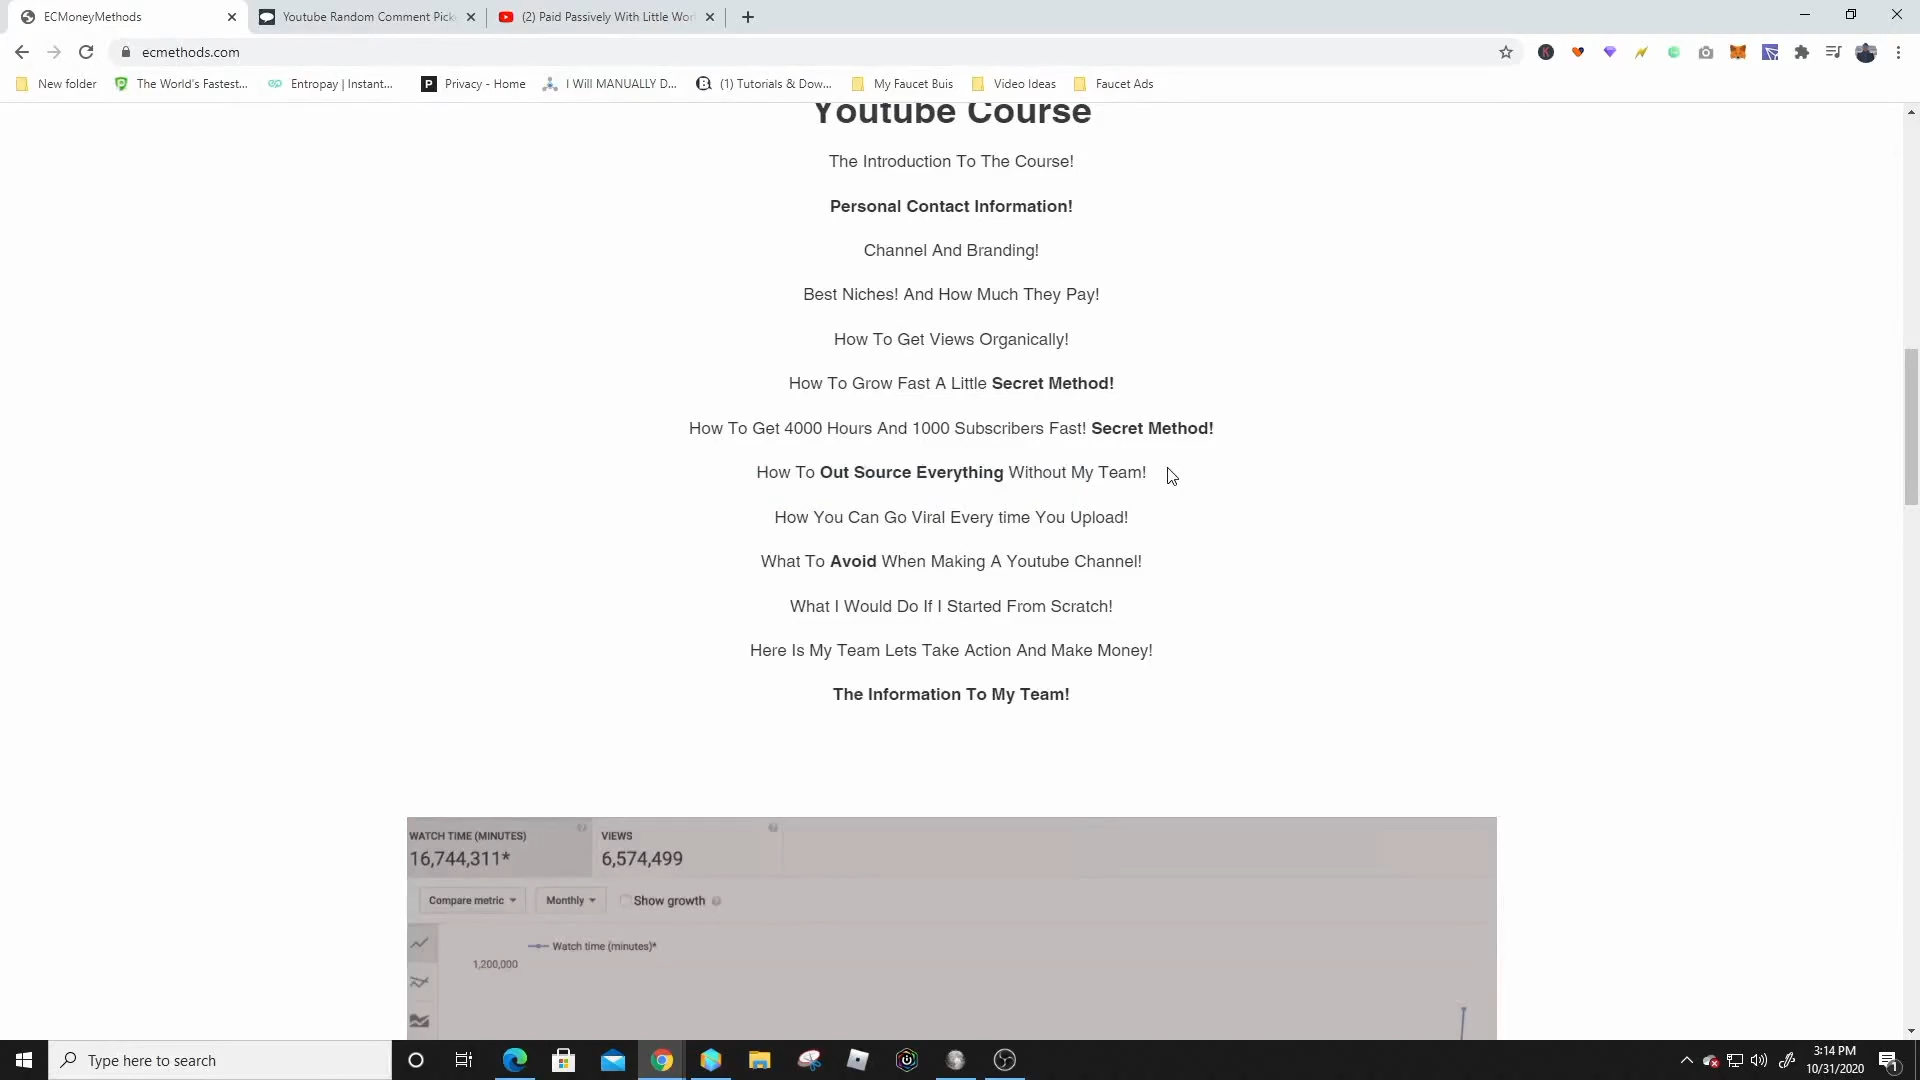 ECMoneyMethods
Youtube Random Comment Pick
(2) Paid Passively With Little Wor
ecmethods.com
New folder
The World's Fastest...
Entropay | Instant...
Privacy - Home
I Will MANUALLY D...
(1) Tutorials & Dow...
My Faucet Buis
Video Ideas
Faucet Ads
Youtube Course
The Introduction To The Course!
Personal Contact Information!
Channel And Branding!
Best Niches! And How Much They Pay!
How To Get Views Organically!
How To Grow Fast A Little Secret Method!
How To Get 4000 Hours And 1000 Subscribers Fast! Secret Method!
How To Out Source Everything Without My Team!
How You Can Go Viral Every time You Upload!
What To Avoid When Making A Youtube Channel!
What I Would Do If I Started From Scratch!
Here Is My Team Lets Take Action And Make Money!
The Information To My Team!
WATCH TIME (MINUTES)
16,744,311*
VIEWS
6,574,499
Compare metric
Monthly
Show growth
Watch time (minutes)*
1,200,000
Type here to search
3:14 PM
10/31/2020
1